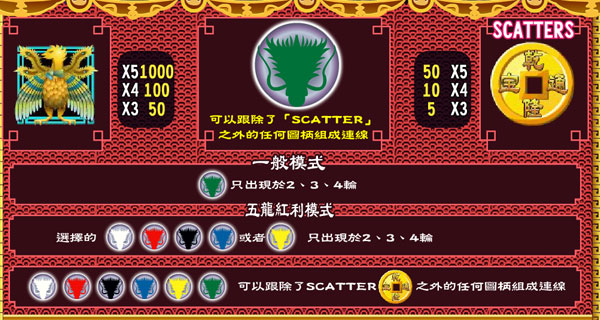 SCATTERS
X5 1000
X4 100
X3 50
50 X5
10 X4
5 X3
乾
寶 通
隆
可以跟除了「SCATTER」
之外的任何圖柄組成連線
一般模式
只出現於2、3、4輪
五龍紅利模式
選擇的 或者 只出現於2、3、4輪
可以跟除了SCATTER 之外的任何圖柄組成連線